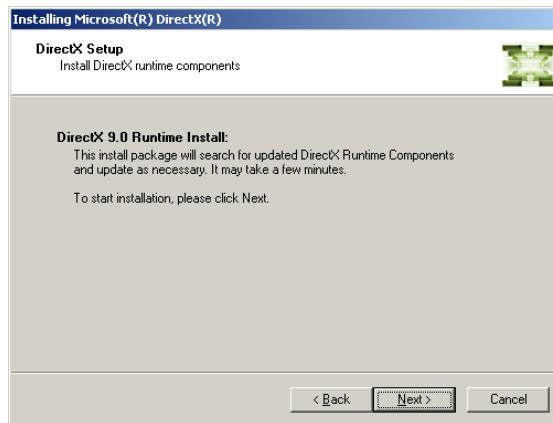 Installing Microsoft(R) DirectX(R)
DirectX Setup
Install DirectX runtime components
DirectX 9.0 Runtime Install:
This install package will search for updated DirectX Runtime Components
and update as necessary. It may take a few minutes.
To start installation, please click Next.
< Back
Next >
Cancel